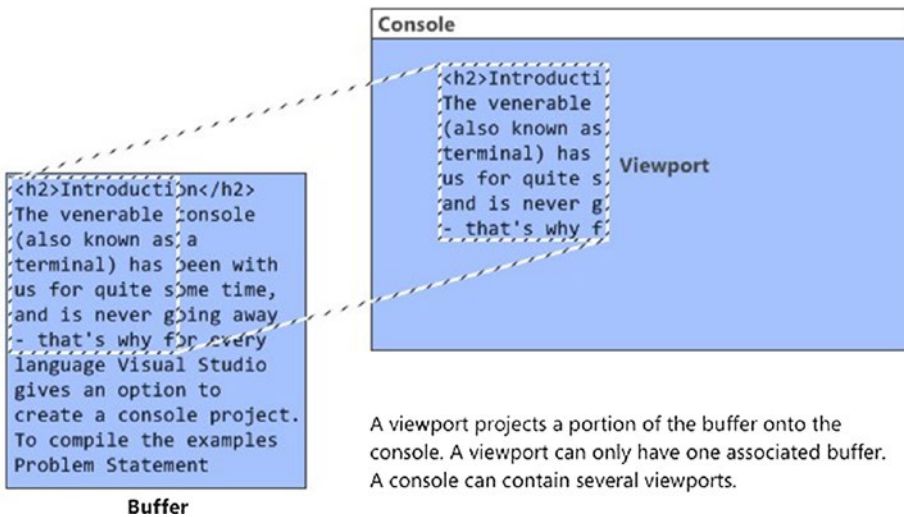 Console
<h2>Introducti
The venerable
(also known as
terminal) has
us for quite s
and is never g
- that's why f
Viewport
<h2>Introduction</h2>
The venerable console
(also known as a
terminal) has been with
us for quite some time,
and is never going away
- that's why for every
language Visual Studio
gives an option to
create a console project.
To compile the examples
Problem Statement
Buffer
A viewport projects a portion of the buffer onto the
console. A viewport can only have one associated buffer.
A console can contain several viewports.